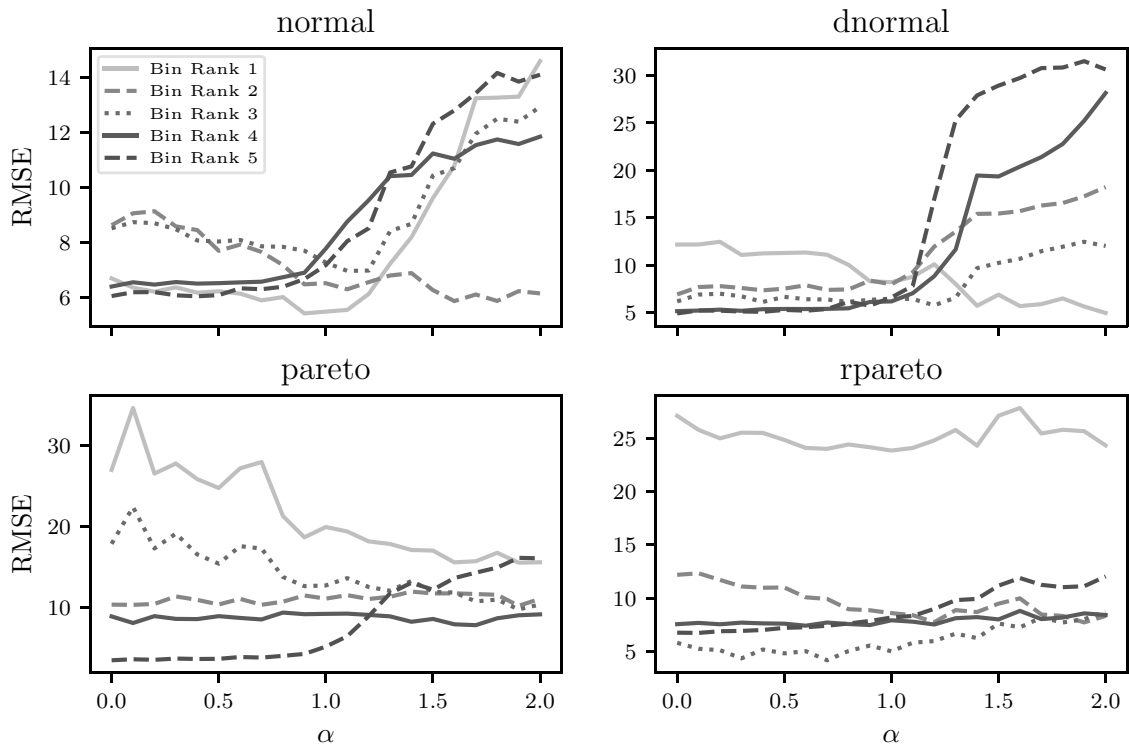 normal
dnormal
14
12
10
8
6
RMSE
Bin Rank 1
Bin Rank 2
Bin Rank 3
Bin Rank 4
Bin Rank 5
30
25
20
15
10
5
pareto
rpareto
30
20
10
RMSE
25
20
15
10
5
0.0 0.5 1.0 1.5 2.0
0.0 0.5 1.0 1.5 2.0
α
α